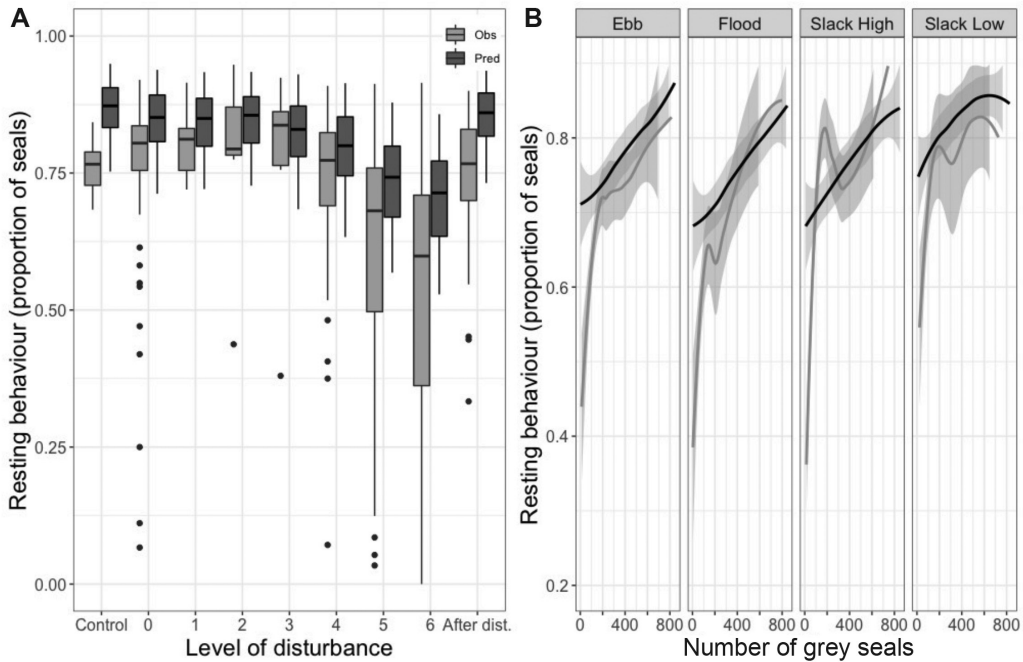 A
Resting behaviour (proportion of seals)
1.00
0.75
0.50
0.25
0.00
Obs
Pred
Control 0 1 2 3 4 5 6 After dist.
Level of disturbance
B
Resting behaviour (proportion of seals)
Ebb Flood Slack High Slack Low
0.8
0.6
0.4
0.2
0 400 800 0 400 800 0 400 800 0 400 800
Number of grey seals